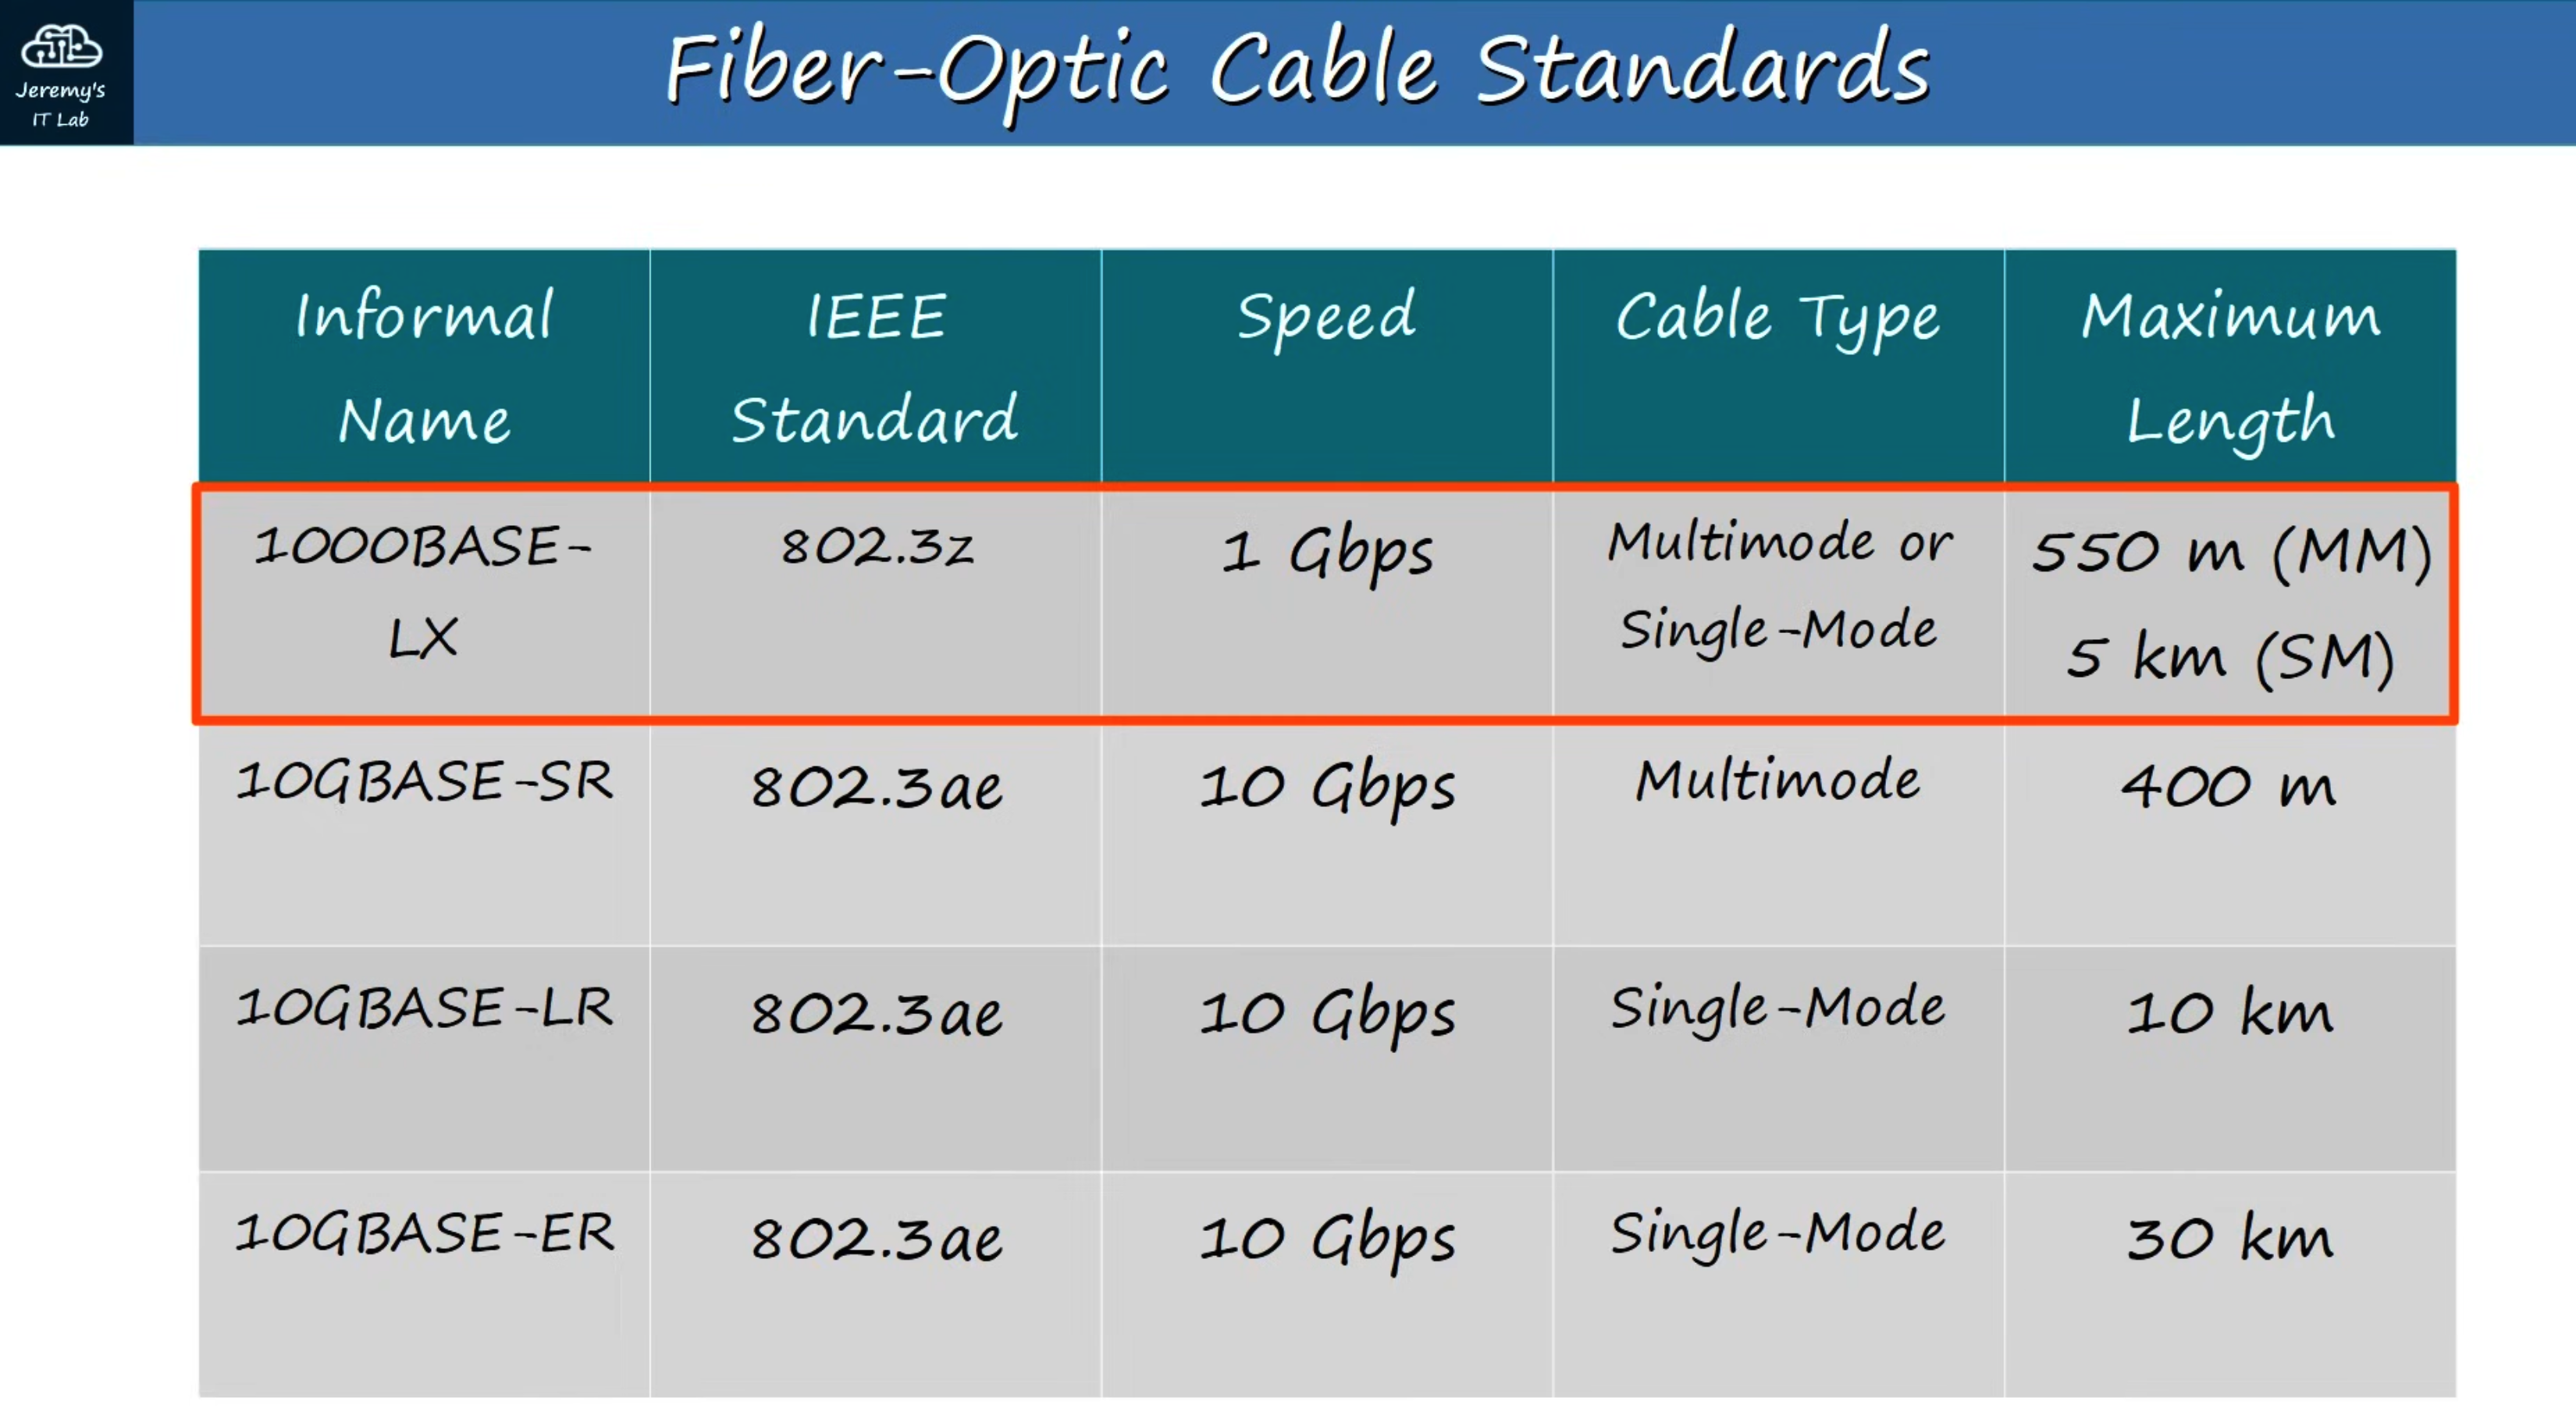 Jeremy's
IT Lab
Fiber-Optic Cable Standards
Informal Name IEEE Standard Speed Cable Type Maximum Length
1000BASE-LX 802.3z 1 Gbps Multimode or Single-Mode 550 m (MM) 5 km (SM)
10GBASE-SR 802.3ae 10 Gbps Multimode 400 m
10GBASE-LR 802.3ae 10 Gbps Single-Mode 10 km
10GBASE-ER 802.3ae 10 Gbps Single-Mode 30 km